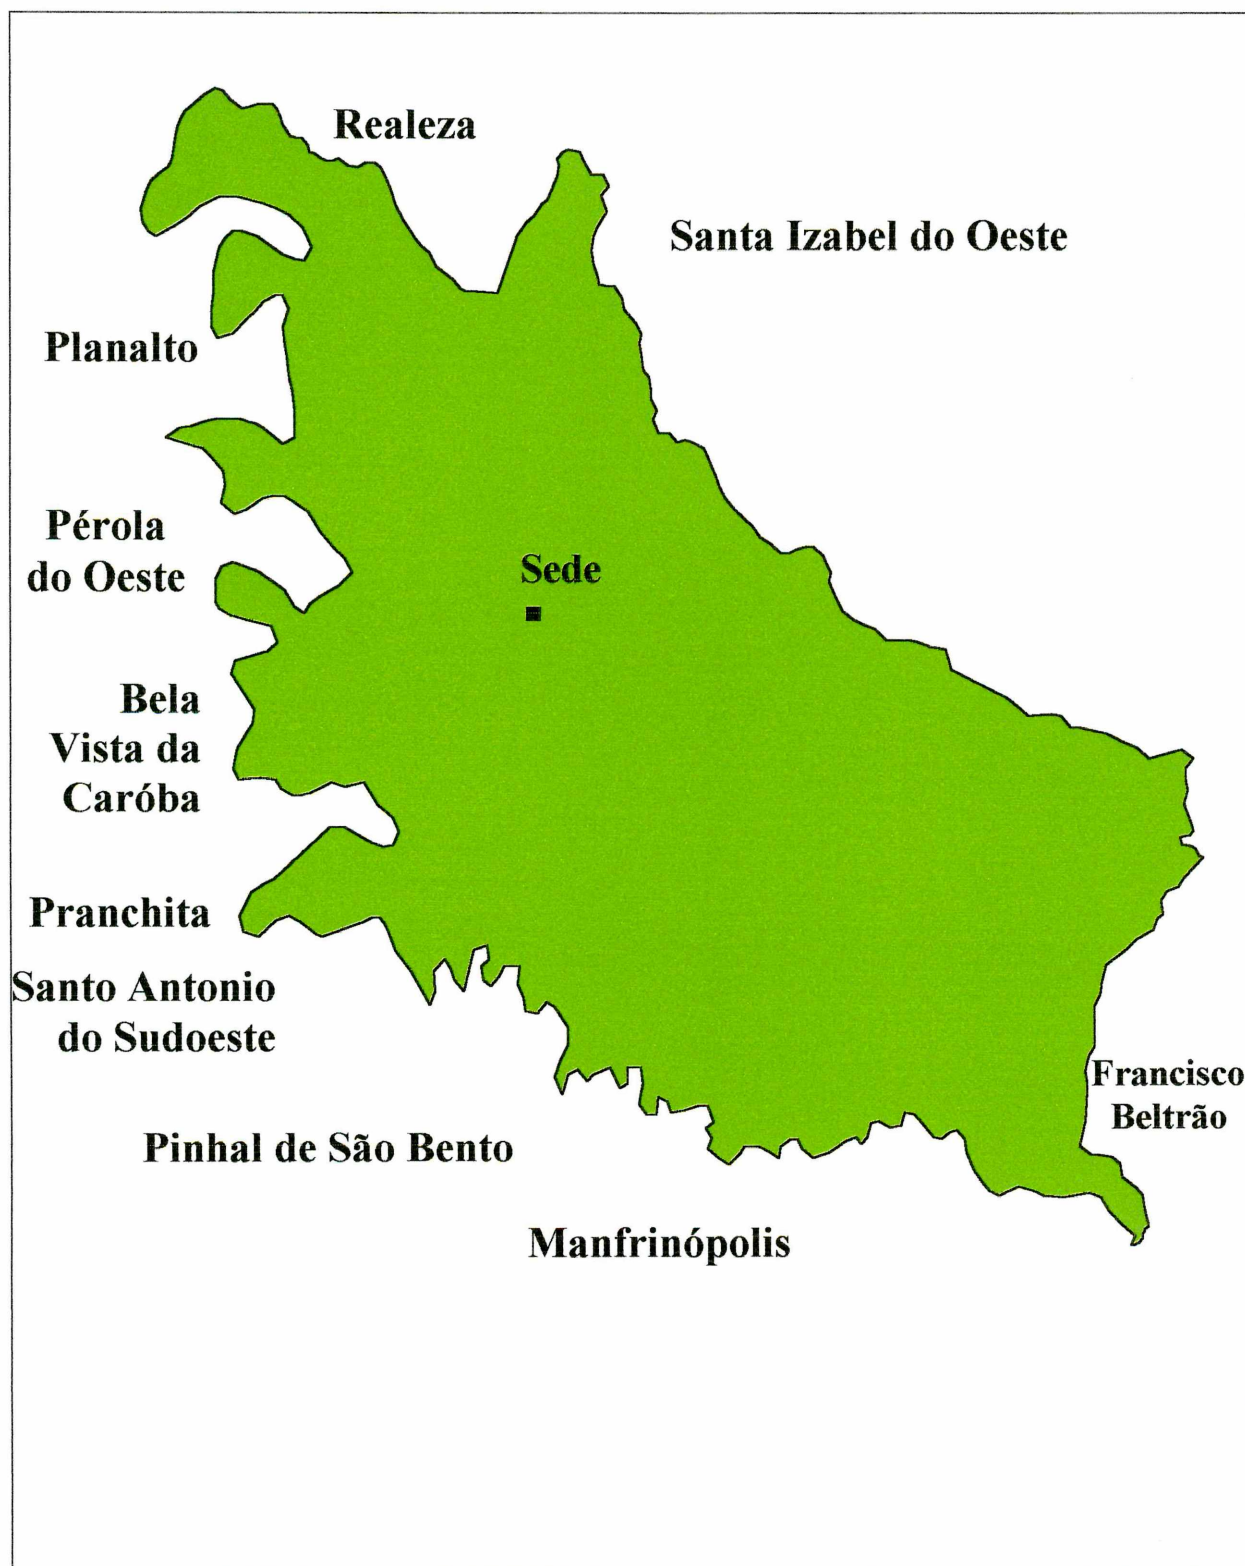 Realeza
Santa Izabel do Oeste
Planalto
Pérola
do Oeste
Sede
Bela
Vista da
Caróba
Pranchita
Santo Antonio
do Sudoeste
Francisco
Beltrão
Pinhal de São Bento
Manfrinópolis